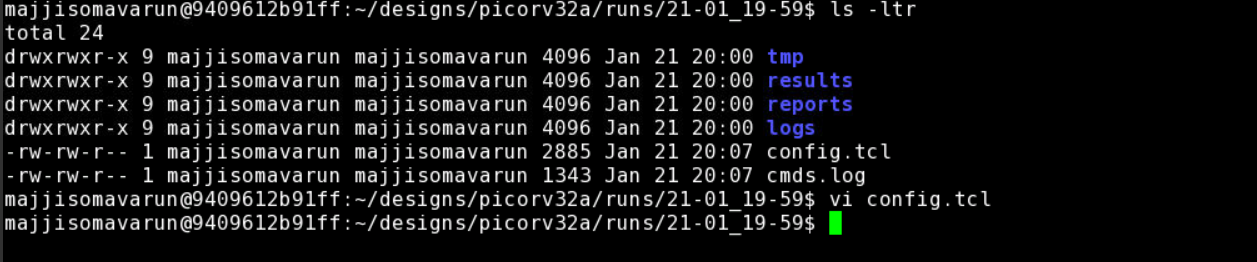 majjisomavarun@9409612b91ff:~/designs/picorv32a/runs/21-01_19-59$ ls -ltr
total 24
drwxrwxr-x 9 majjisomavarun majjisomavarun 4096 Jan 21 20:00 tmp
drwxrwxr-x 9 majjisomavarun majjisomavarun 4096 Jan 21 20:00 results
drwxrwxr-x 9 majjisomavarun majjisomavarun 4096 Jan 21 20:00 reports
drwxrwxr-x 9 majjisomavarun majjisomavarun 4096 Jan 21 20:00 logs
-rw-rw-r-- 1 majjisomavarun majjisomavarun 2885 Jan 21 20:07 config.tcl
-rw-rw-r-- 1 majjisomavarun majjisomavarun 1343 Jan 21 20:07 cmds.log
majjisomavarun@9409612b91ff:~/designs/picorv32a/runs/21-01_19-59$ vi config.tcl
majjisomavarun@9409612b91ff:~/designs/picorv32a/runs/21-01_19-59$